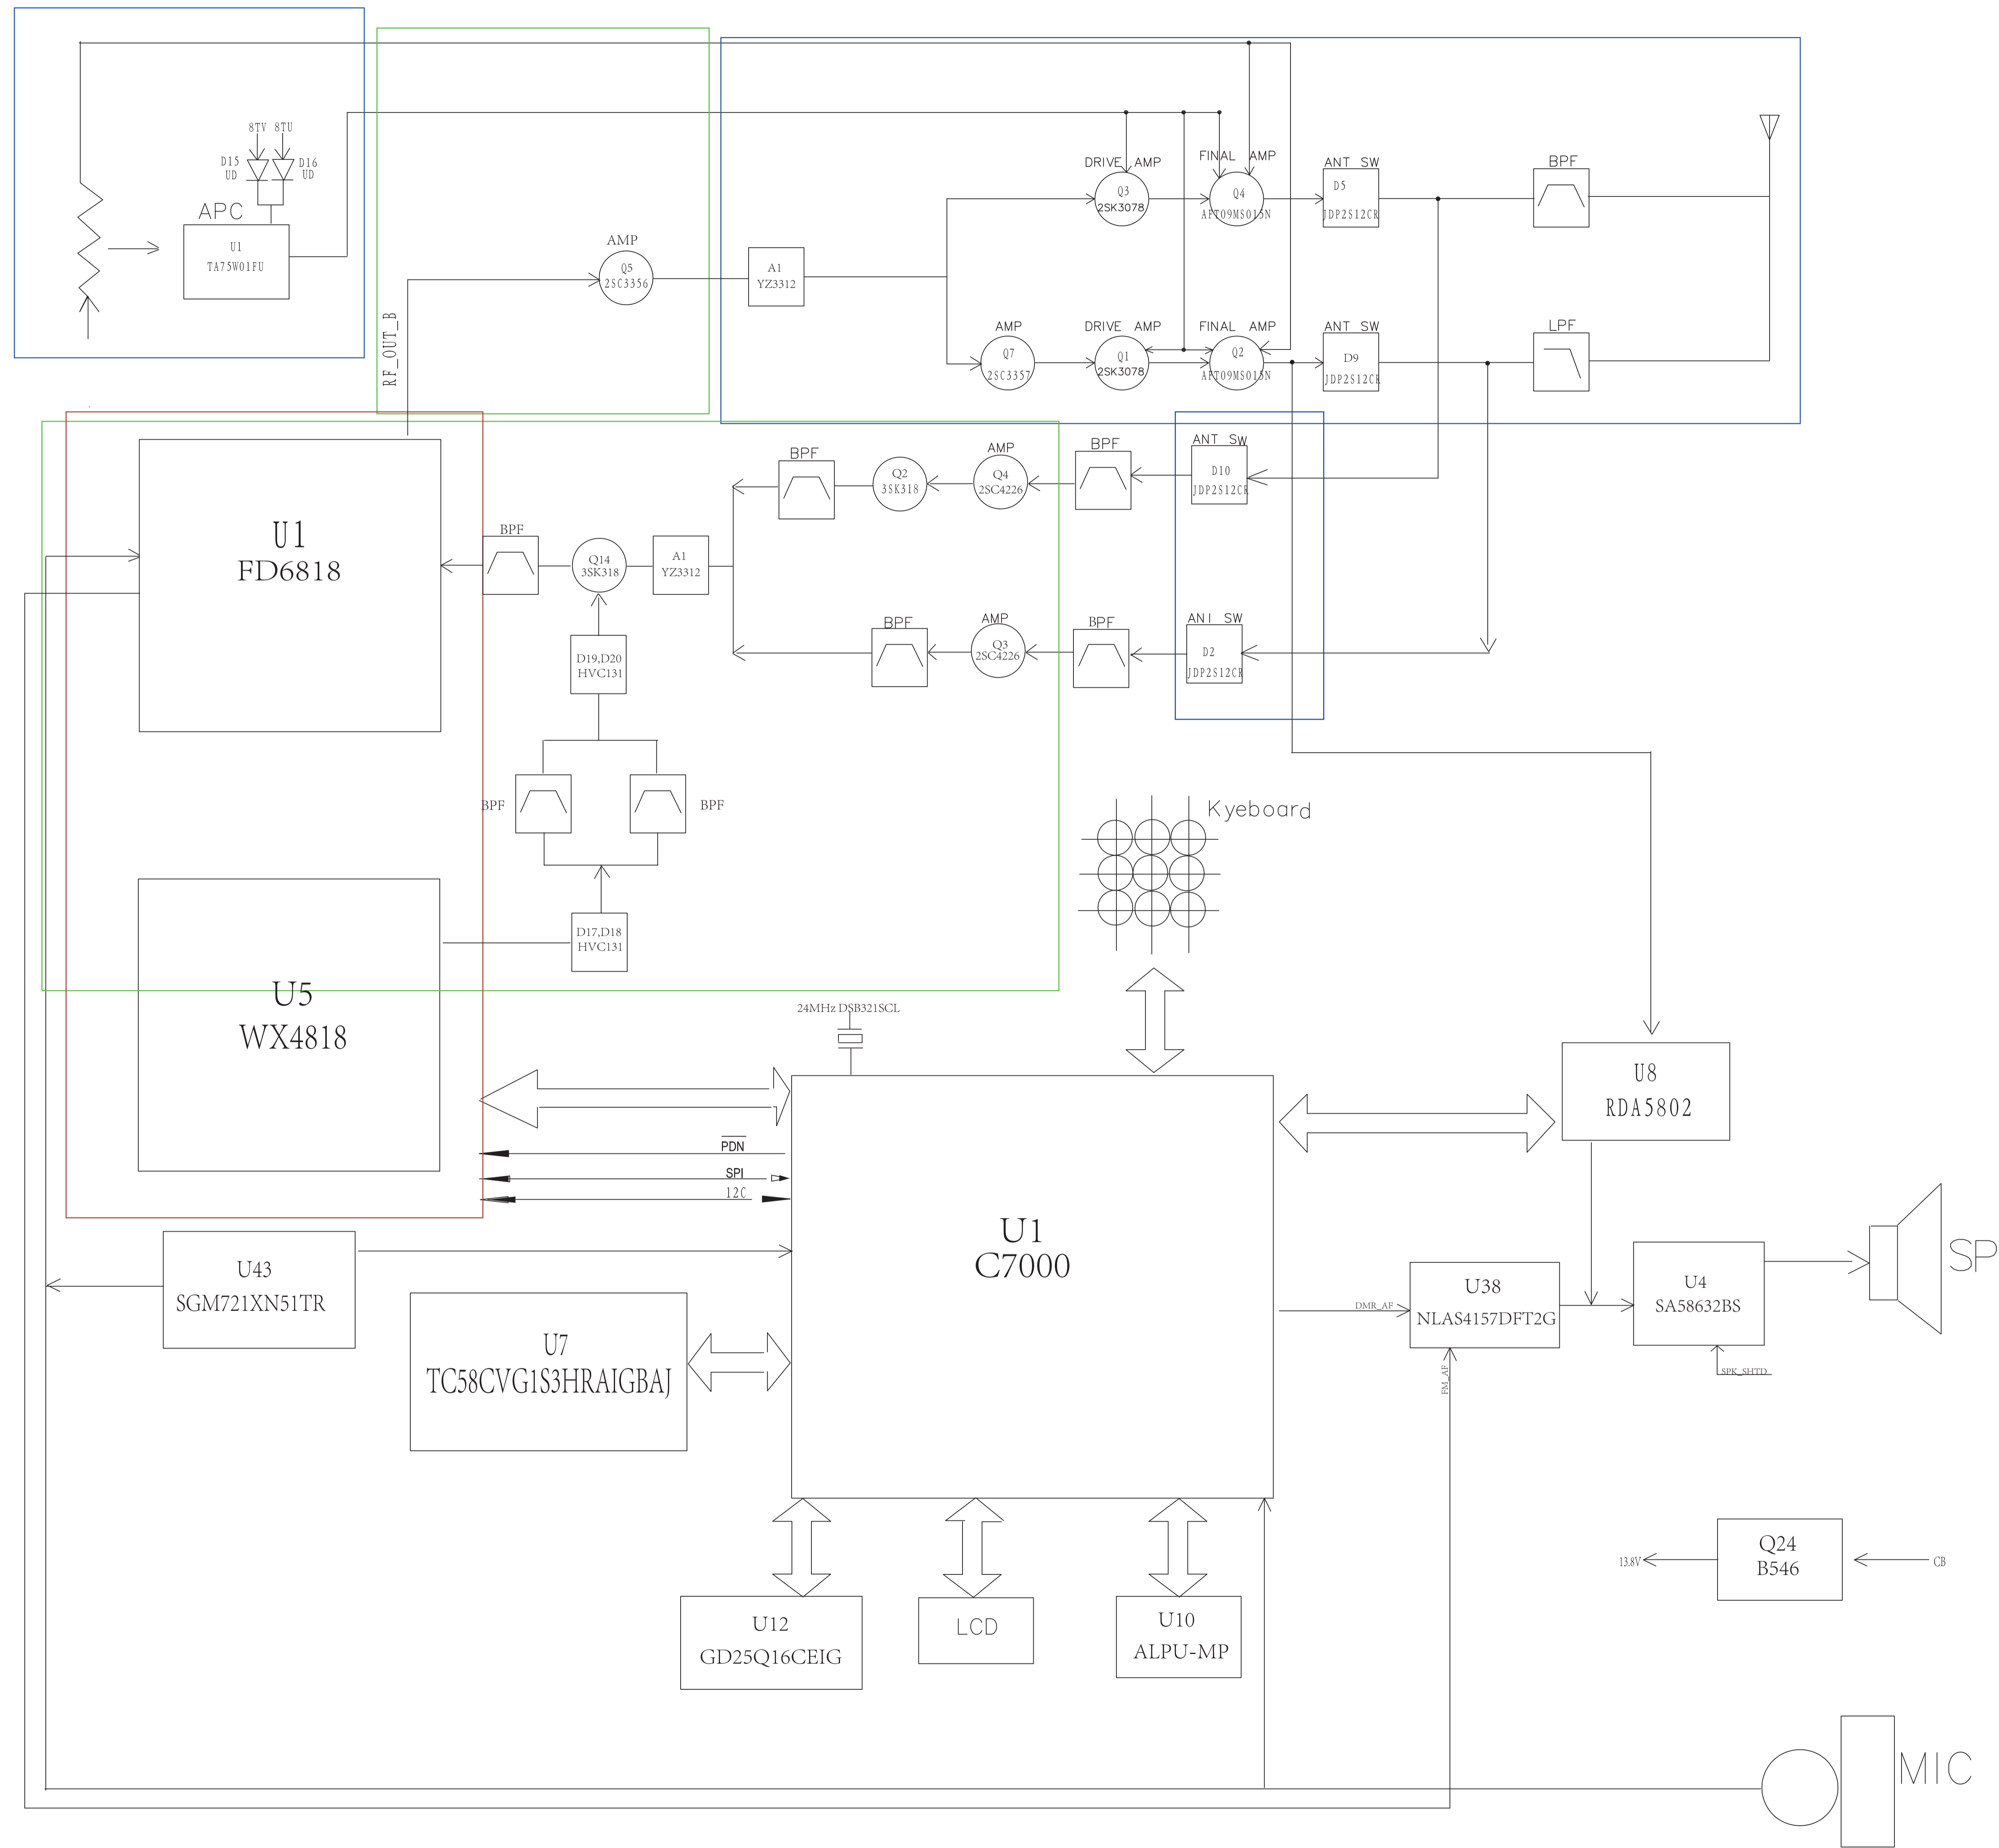 8TV 8TU
D15
UD
D16
UD
APC
U1
TA75W01FU
RF_OUT_B
AMP
Q5
2SC3356
A1
YZ3312
DRIVE AMP
Q3
2SK3078
FINAL AMP
Q4
AFT09MS015N
ANT SW
D5
JDP2S12CR
BPF
AMP
Q7
2SC3357
DRIVE AMP
Q1
2SK3078
FINAL AMP
Q2
AFT09MS015N
ANT SW
D9
JDP2S12CR
LPF
U1
FD6818
BPF
Q14
3SK318
A1
YZ3312
BPF
Q2
3SK318
AMP
Q4
2SC4226
BPF
ANT SW
D10
JDP2S12CR
BPF
AMP
Q3
2SC4226
BPF
ANI SW
D2
JDP2S12CR
D19,D20
HVC131
BPF
BPF
D17,D18
HVC131
U5
WX4818
Kyeboard
24MHz DSB321SCL
PDN
SPI
12C
U1
C7000
U8
RDA5802
U43
SGM721XN51TR
U7
TC58CVG1S3HRAIGBAJ
DMR_AF
FM_AF
U38
NLAS4157DFT2G
U4
SA58632BS
SPK_SHTD
SP
U12
GD25Q16CEIG
LCD
U10
ALPU-MP
13.8V
Q24
B546
CB
MIC